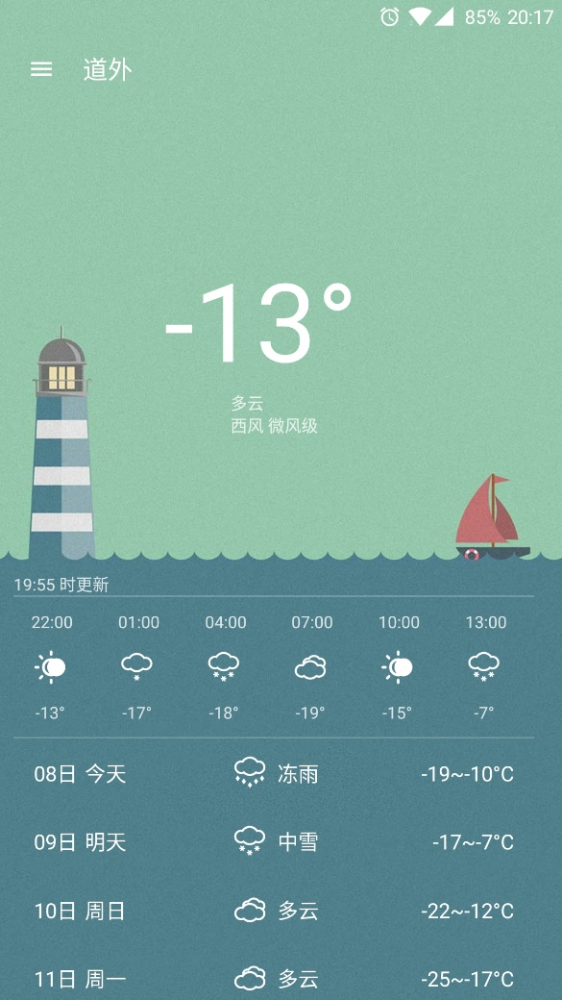 85% 20:17
道外
-13°
多云
西风 微风级
19:55 时更新
22:00 01:00 04:00 07:00 10:00 13:00
-13° -17° -18° -19° -15° -7°
08日 今天 冻雨 -19~-10°C
09日 明天 中雪 -17~-7°C
10日 周日 多云 -22~-12°C
11日 周一 多云 -25~-17°C